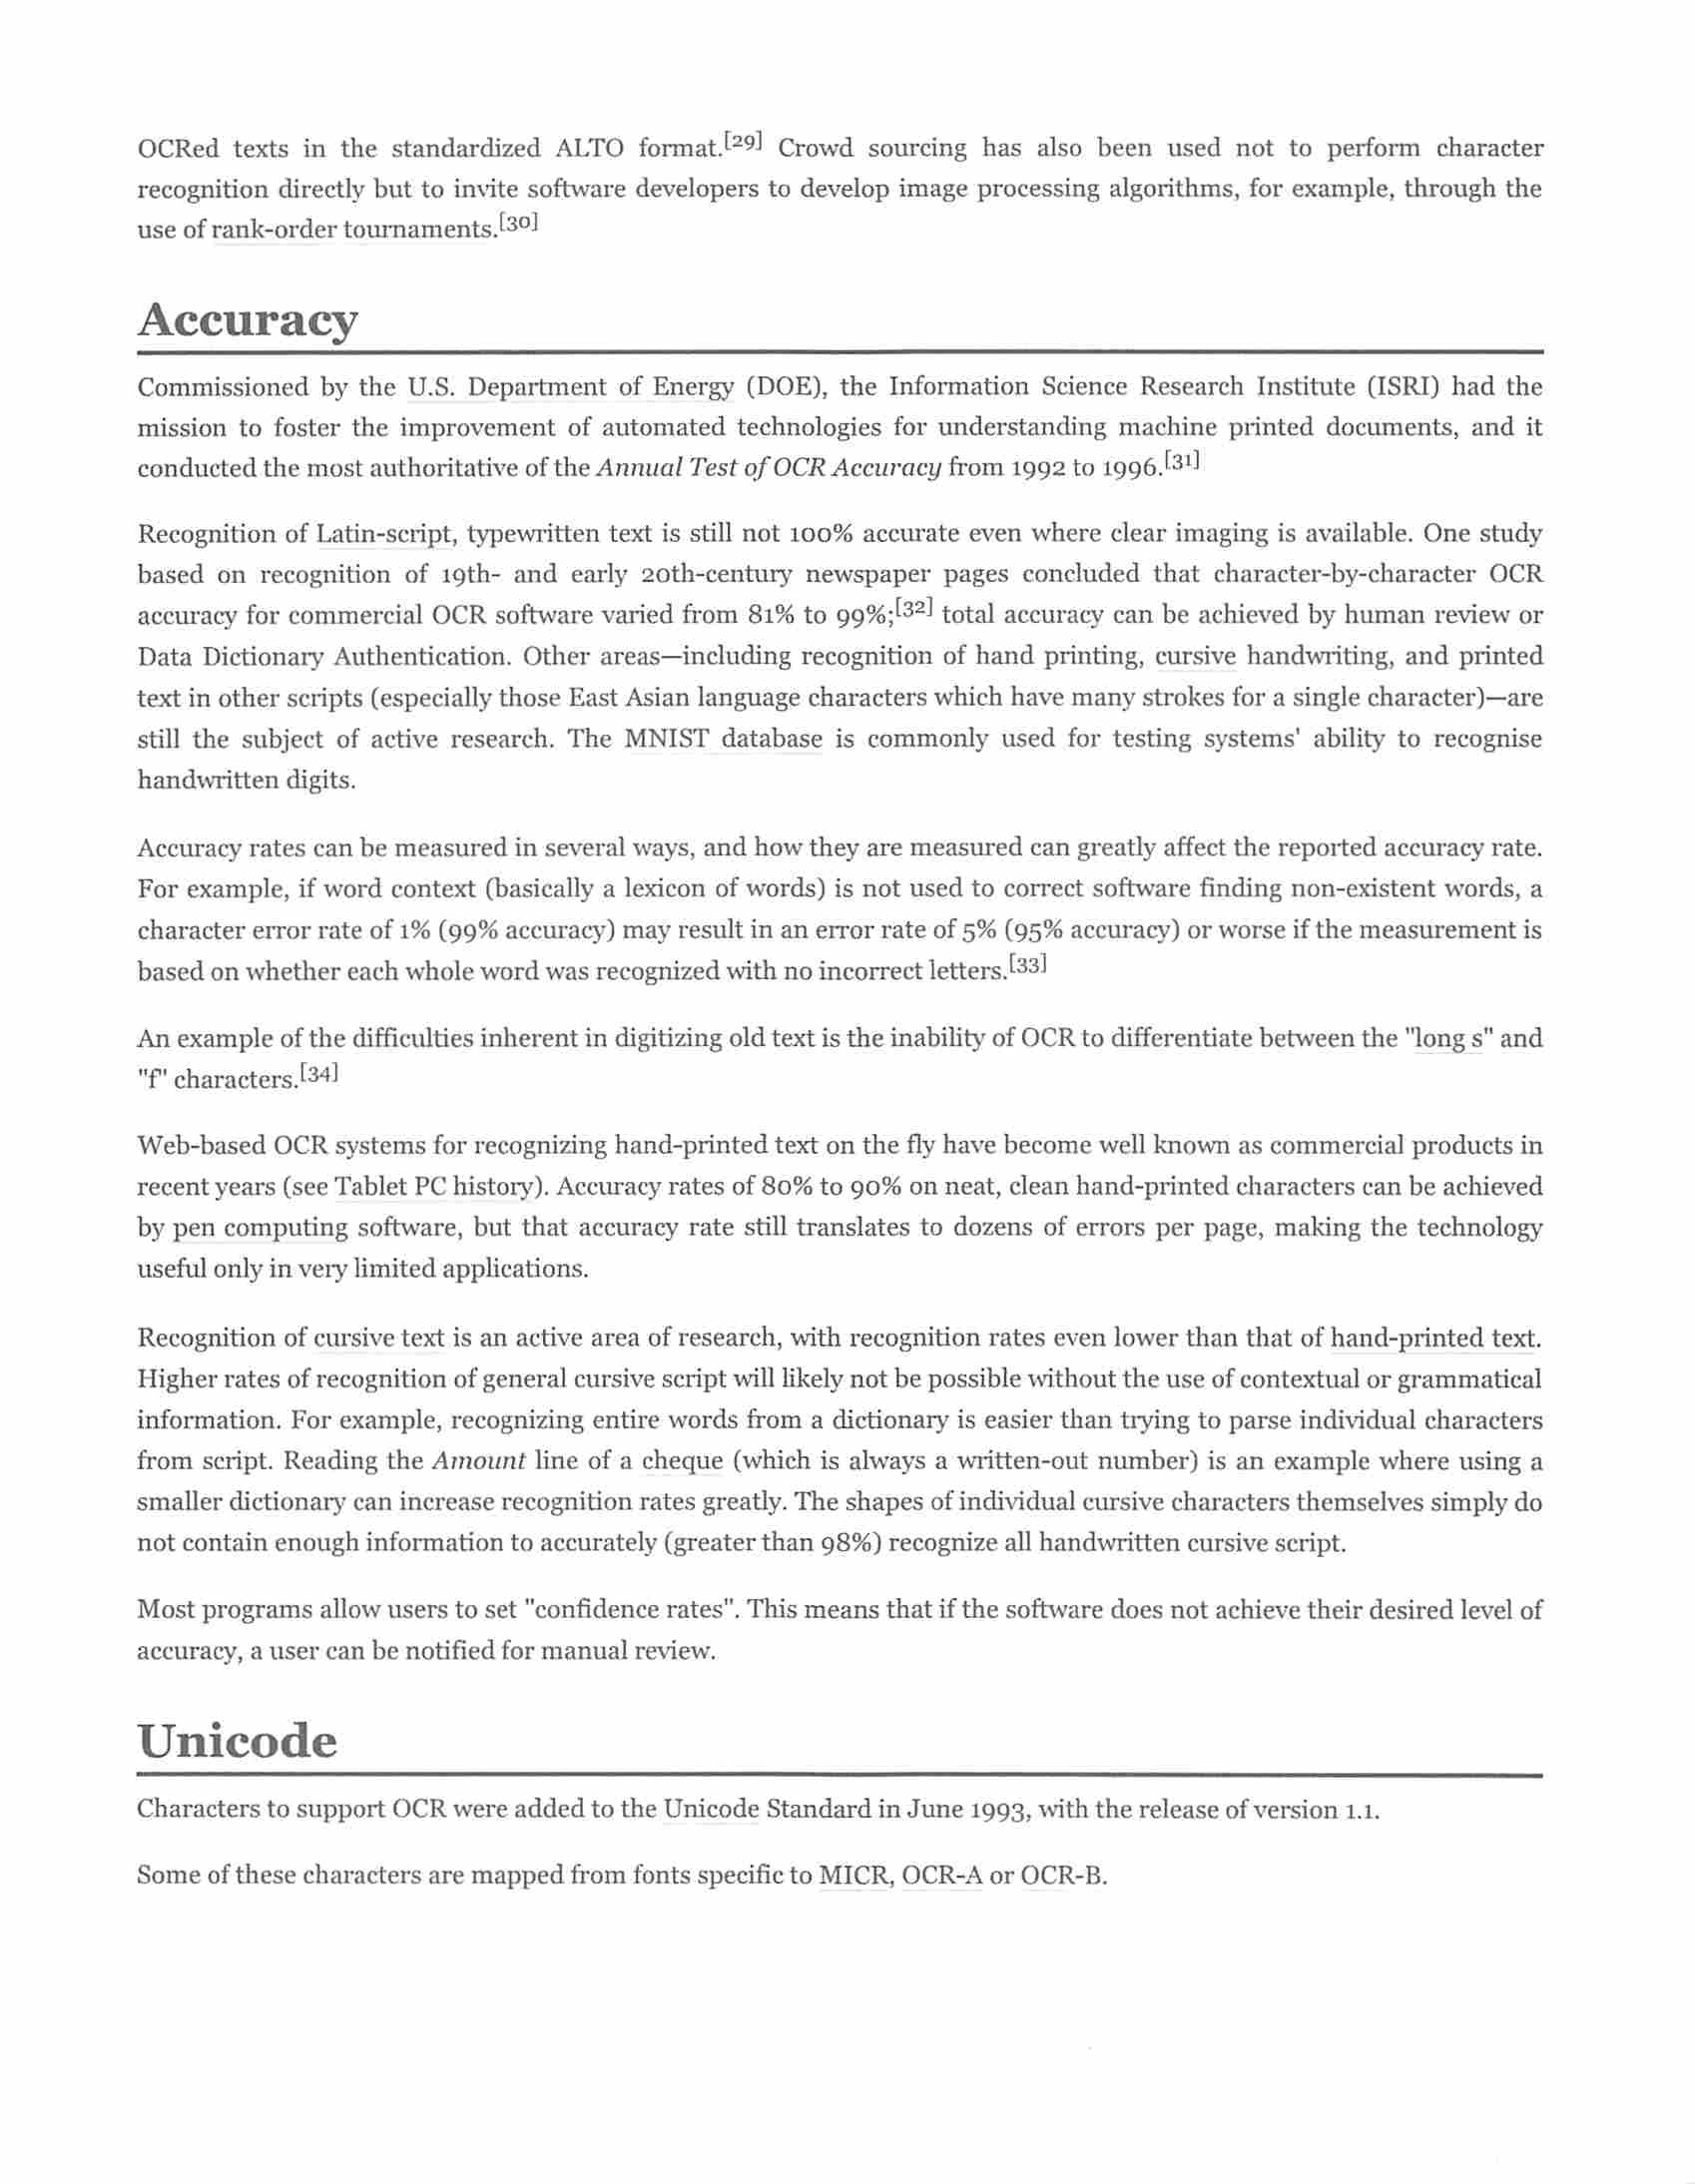 OCRed texts in the standardized ALTO format.[29] Crowd sourcing has also been used not to perform character
recognition directly but to invite software developers to develop image processing algorithms, for example, through the
use of rank-order tournaments.[30]
Accuracy
Commissioned by the U.S. Department of Energy (DOE), the Information Science Research Institute (ISRI) had the
mission to foster the improvement of automated technologies for understanding machine printed documents, and it
conducted the most authoritative of the Annual Test of OCR Accuracy from 1992 to 1996.[31]
Recognition of Latin-script, typewritten text is still not 100% accurate even where clear imaging is available. One study
based on recognition of 19th- and early 20th-century newspaper pages concluded that character-by-character OCR
accuracy for commercial OCR software varied from 81% to 99%;[32] total accuracy can be achieved by human review or
Data Dictionary Authentication. Other areas—including recognition of hand printing, cursive handwriting, and printed
text in other scripts (especially those East Asian language characters which have many strokes for a single character)—are
still the subject of active research. The MNIST database is commonly used for testing systems' ability to recognise
handwritten digits.
Accuracy rates can be measured in several ways, and how they are measured can greatly affect the reported accuracy rate.
For example, if word context (basically a lexicon of words) is not used to correct software finding non-existent words, a
character error rate of 1% (99% accuracy) may result in an error rate of 5% (95% accuracy) or worse if the measurement is
based on whether each whole word was recognized with no incorrect letters.[33]
An example of the difficulties inherent in digitizing old text is the inability of OCR to differentiate between the "long s" and
"f" characters.[34]
Web-based OCR systems for recognizing hand-printed text on the fly have become well known as commercial products in
recent years (see Tablet PC history). Accuracy rates of 80% to 90% on neat, clean hand-printed characters can be achieved
by pen computing software, but that accuracy rate still translates to dozens of errors per page, making the technology
useful only in very limited applications.
Recognition of cursive text is an active area of research, with recognition rates even lower than that of hand-printed text.
Higher rates of recognition of general cursive script will likely not be possible without the use of contextual or grammatical
information. For example, recognizing entire words from a dictionary is easier than trying to parse individual characters
from script. Reading the Amount line of a cheque (which is always a written-out number) is an example where using a
smaller dictionary can increase recognition rates greatly. The shapes of individual cursive characters themselves simply do
not contain enough information to accurately (greater than 98%) recognize all handwritten cursive script.
Most programs allow users to set "confidence rates". This means that if the software does not achieve their desired level of
accuracy, a user can be notified for manual review.
Unicode
Characters to support OCR were added to the Unicode Standard in June 1993, with the release of version 1.1.
Some of these characters are mapped from fonts specific to MICR, OCR-A or OCR-B.